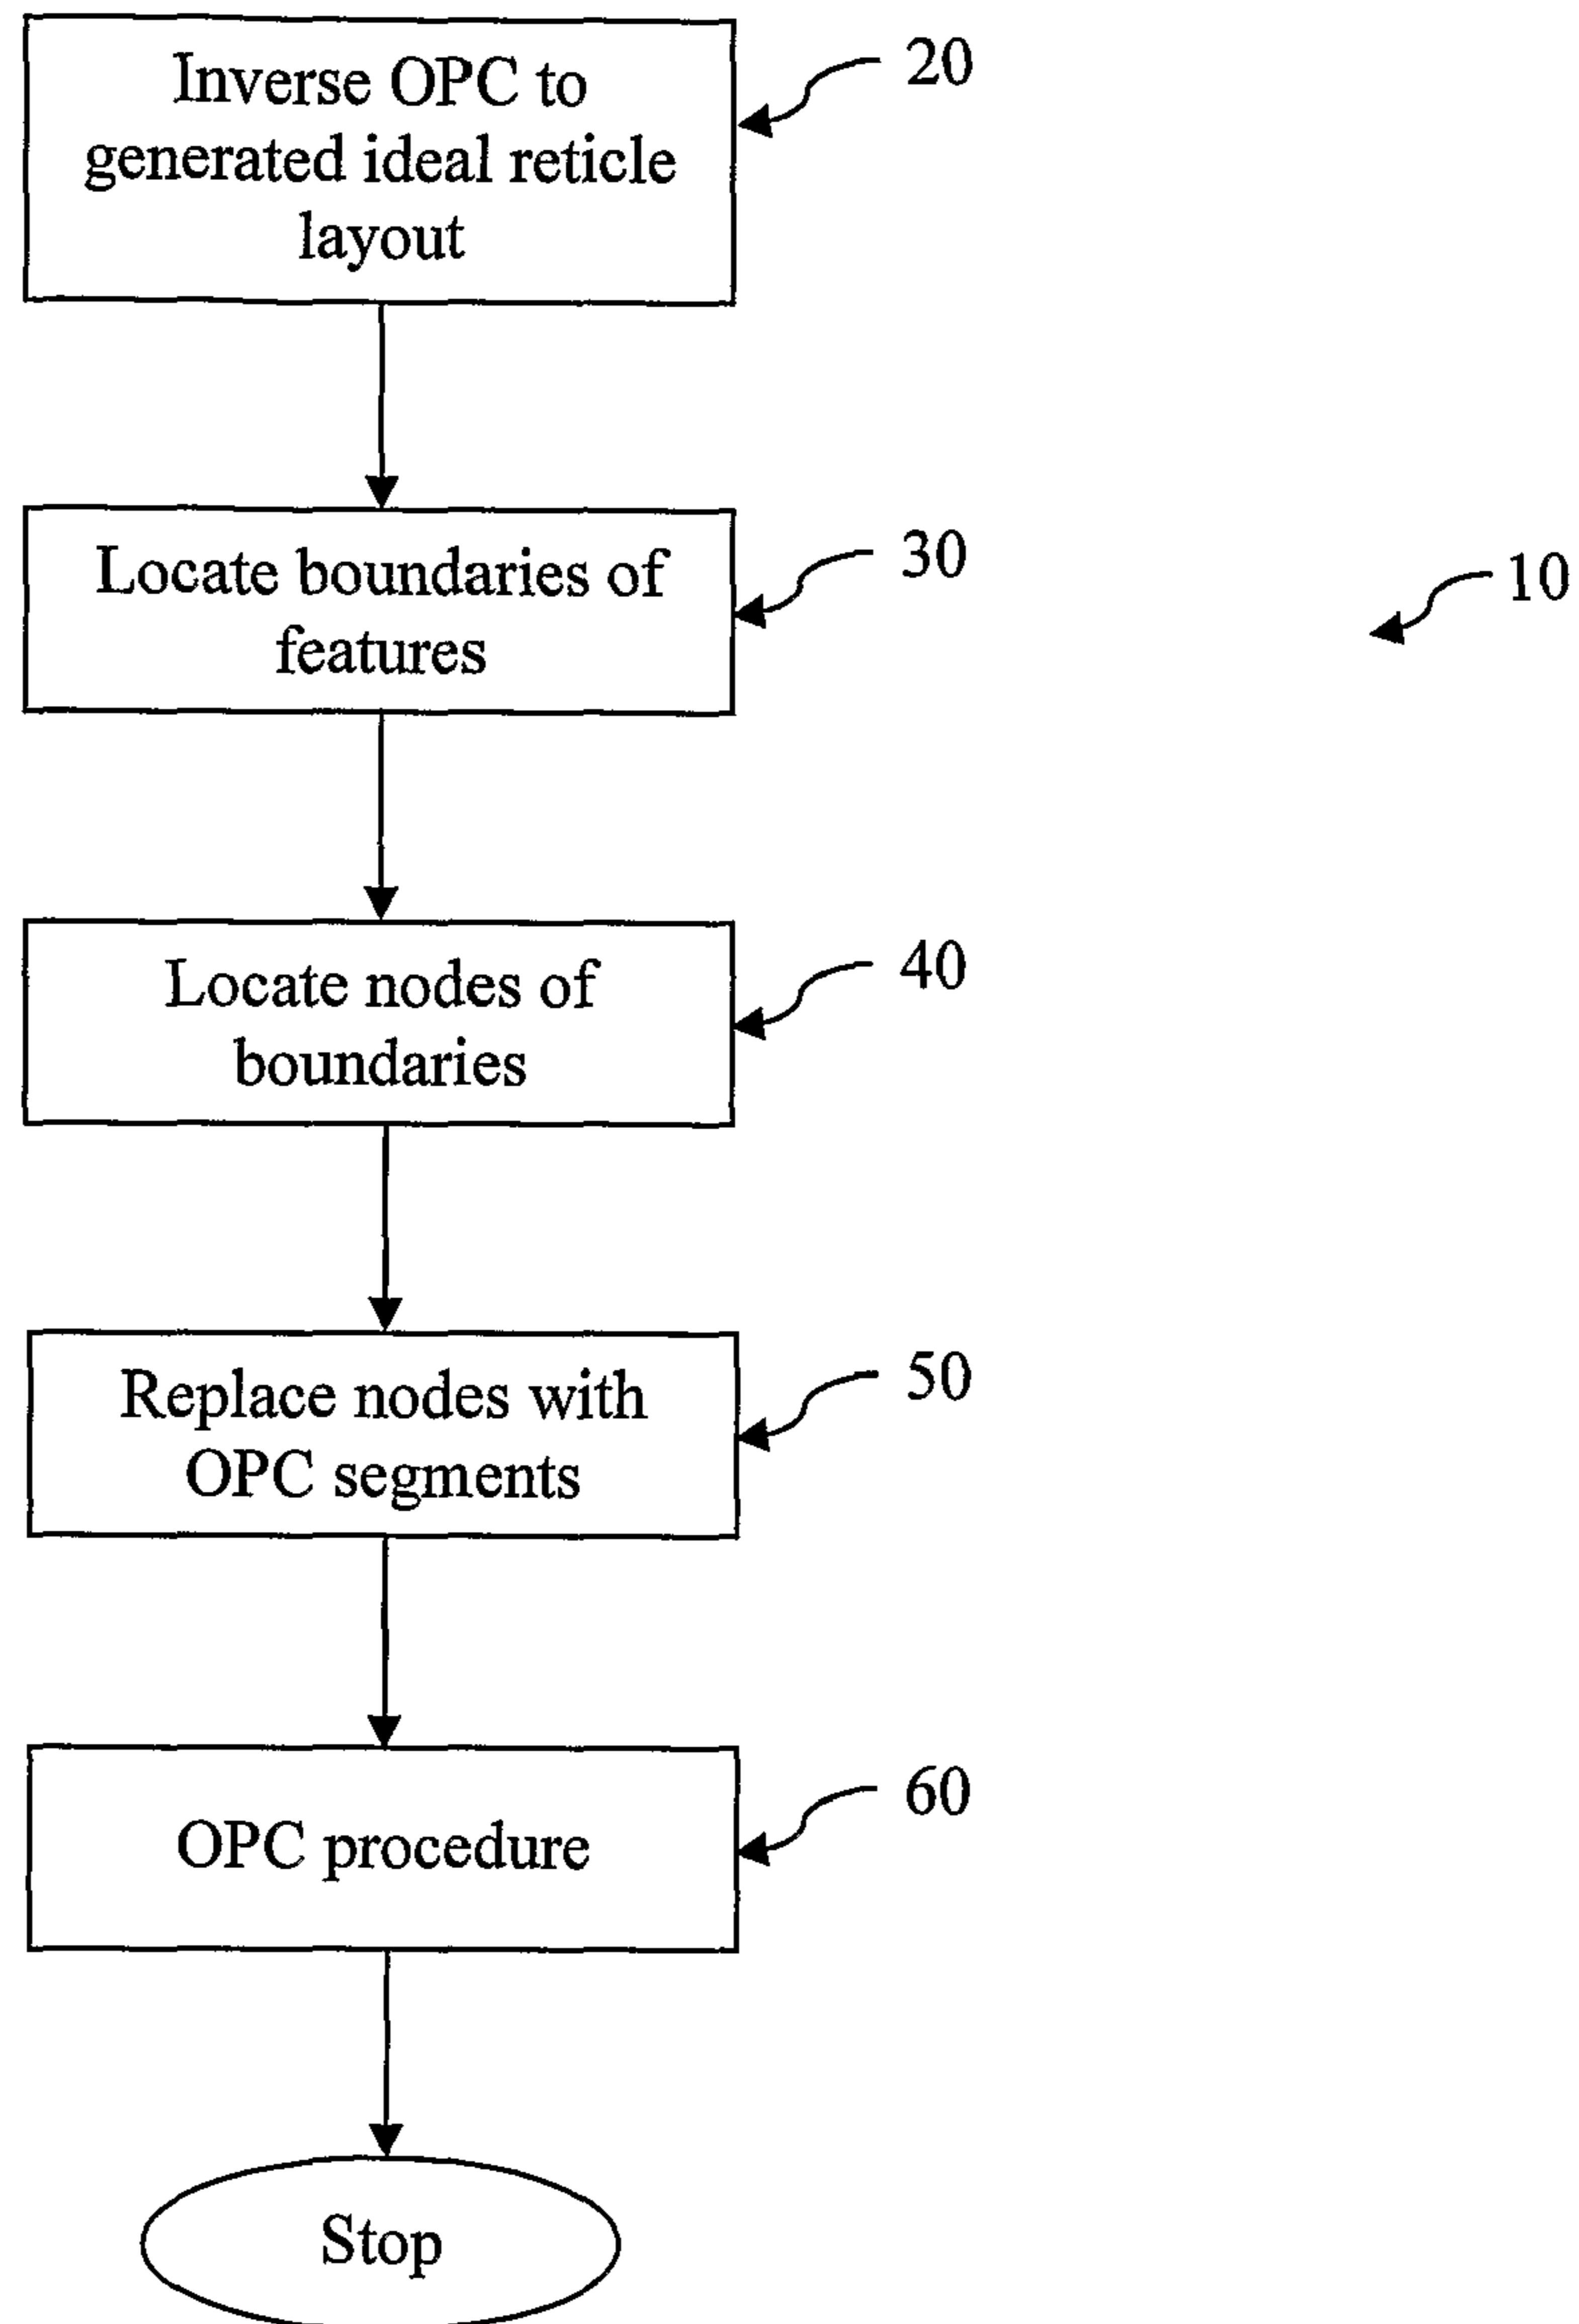 Inverse OPC to
generated ideal reticle
layout
20
Locate boundaries of
features
30
10
Locate nodes of
boundaries
40
Replace nodes with
OPC segments
50
OPC procedure
60
Stop